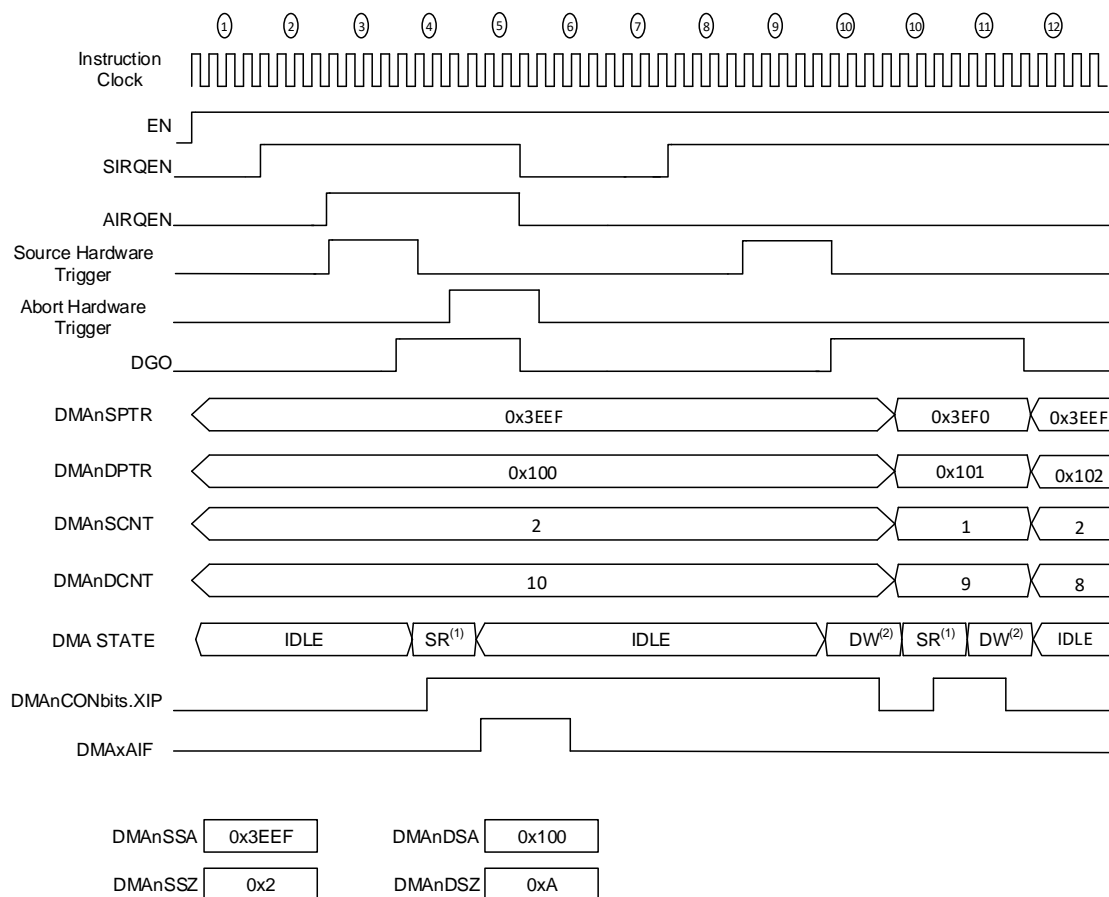 1 2 3 4 5 6 7 8 9 10 10 11 12
Instruction
Clock
EN
SIRQEN
AIRQEN
Source Hardware
Trigger
Abort Hardware
Trigger
DGO
DMAnSPTR 0x3EEF 0x3EF0 0x3EEF
DMAnDPTR 0x100 0x101 0x102
DMAnSCNT 2 1 2
DMAnDCNT 10 9 8
DMA STATE IDLE SR(1) IDLE DW(2) SR(1) DW(2) IDLE
DMAnCONbits.XIP
DMAxAIF
DMAnSSA 0x3EEF DMAnDSA 0x100
DMAnSSZ 0x2 DMAnDSZ 0xA